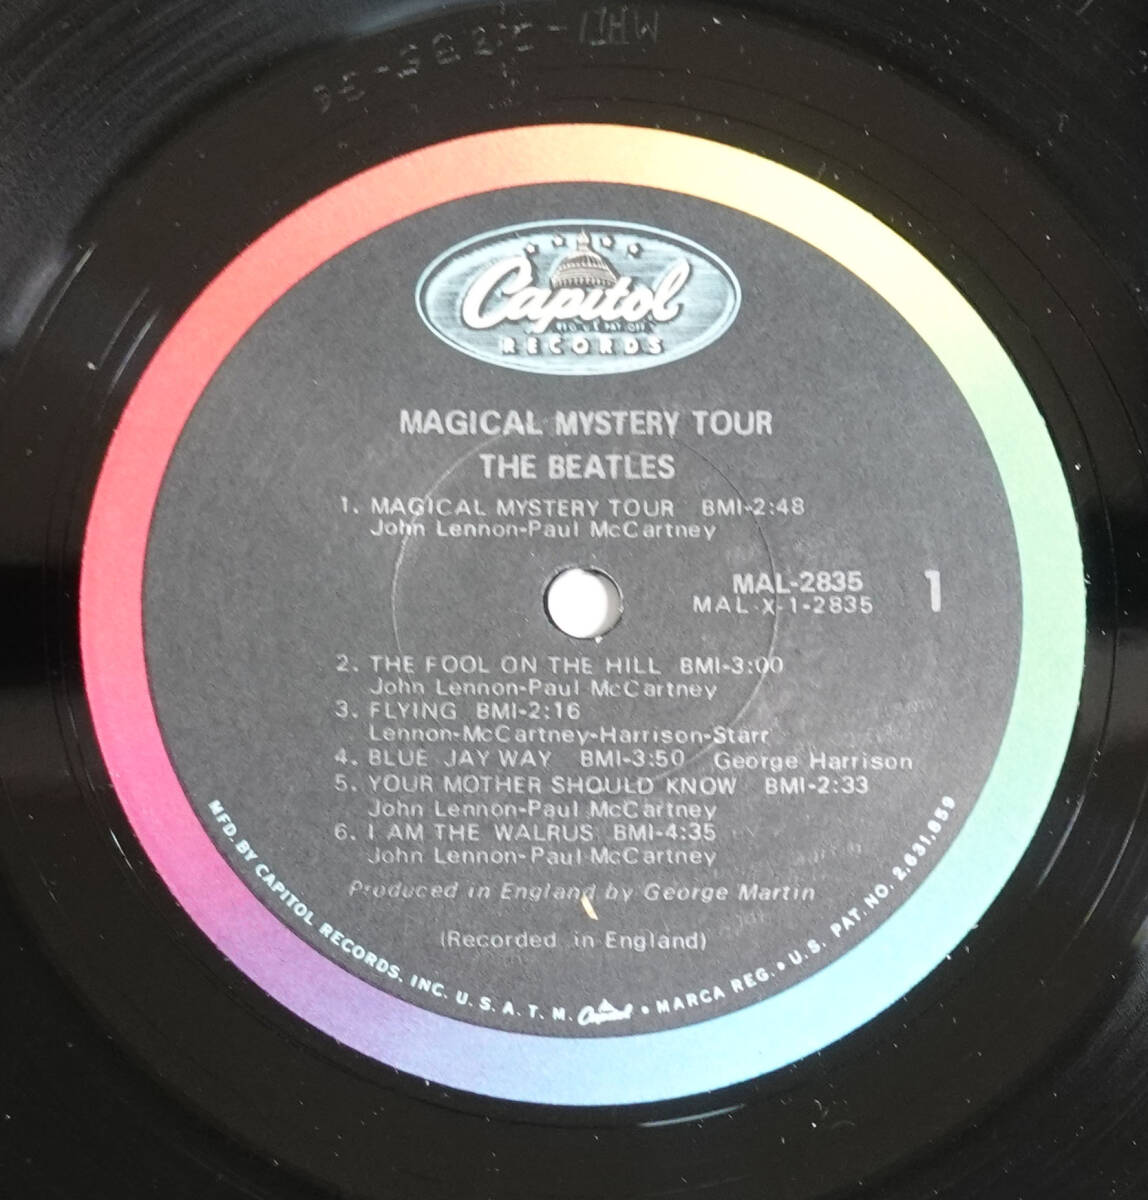 Capitol
RECORDS
MAGICAL MYSTERY TOUR
THE BEATLES
1. MAGICAL MYSTERY TOUR BMI-2:48
John Lennon-Paul McCartney
MAL-2835
MAL-X-1-2835
1
2. THE FOOL ON THE HILL BMI-3:00
John Lennon-Paul McCartney
3. FLYING BMI-2:16
Lennon-McCartney-Harrison-Starr
4. BLUE JAY WAY BMI-3:50 George Harrison
5. YOUR MOTHER SHOULD KNOW BMI-2:33
John Lennon-Paul McCartney
6. I AM THE WALRUS BMI-4:35
John Lennon-Paul McCartney
Produced in England by George Martin
(Recorded in England)
MFD. BY CAPITOL RECORDS, INC. U.S.A. T.M. Capitol • MARCA REG. • U.S. PAT. NO. 2,631,859